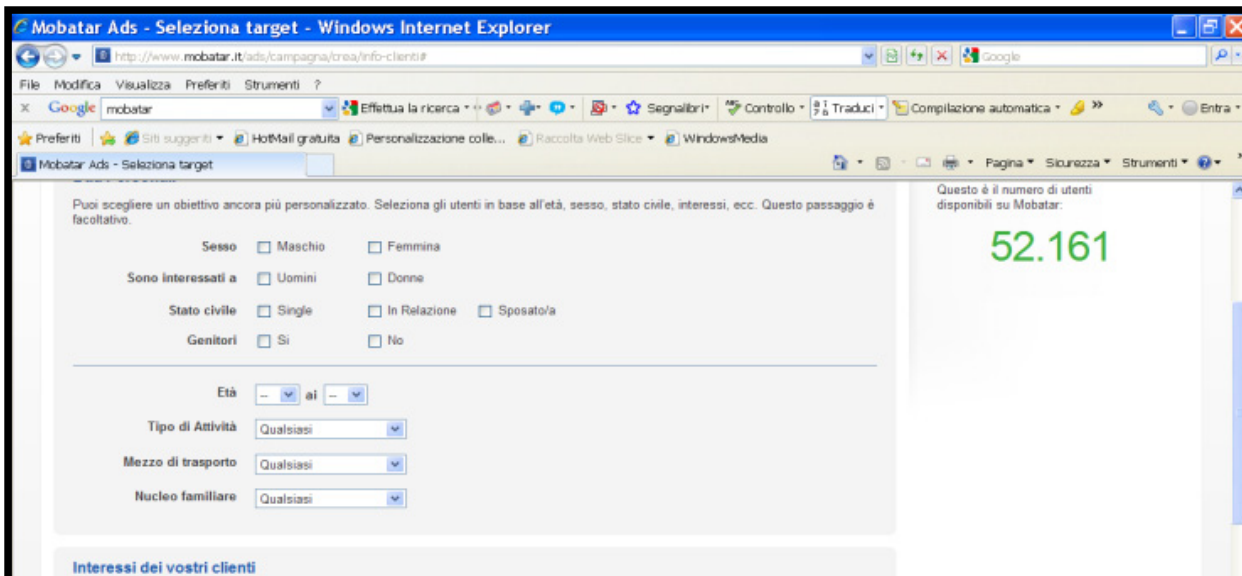 Mobatar Ads - Seleziona target - Windows Internet Explorer
http://www.mobatar.it/ads/campagna/crea/info-clienti#
Google
File Modifica Visualizza Preferiti Strumenti ?
x Google mobatar Effettua la ricerca Segnalibri Controllo Traduci Compilazione automatica » Entra
Preferiti Siti suggeriti HotMail gratuita Personalizzazione colle... Raccolta Web Slice WindowsMedia
Mobatar Ads - Seleziona target Pagina Sicurezza Strumenti
Puoi scegliere un obiettivo ancora più personalizzato. Seleziona gli utenti in base all'età, sesso, stato civile, interessi, ecc. Questo passaggio è
facoltativo.
Sesso Maschio Femmina
Sono interessati a Uomini Donne
Stato civile Single In Relazione Sposato/a
Genitori Si No
Età -- ai --
Tipo di Attività Qualsiasi
Mezzo di trasporto Qualsiasi
Nucleo familiare Qualsiasi
Interessi dei vostri clienti
Questo è il numero di utenti
disponibili su Mobatar:
52.161